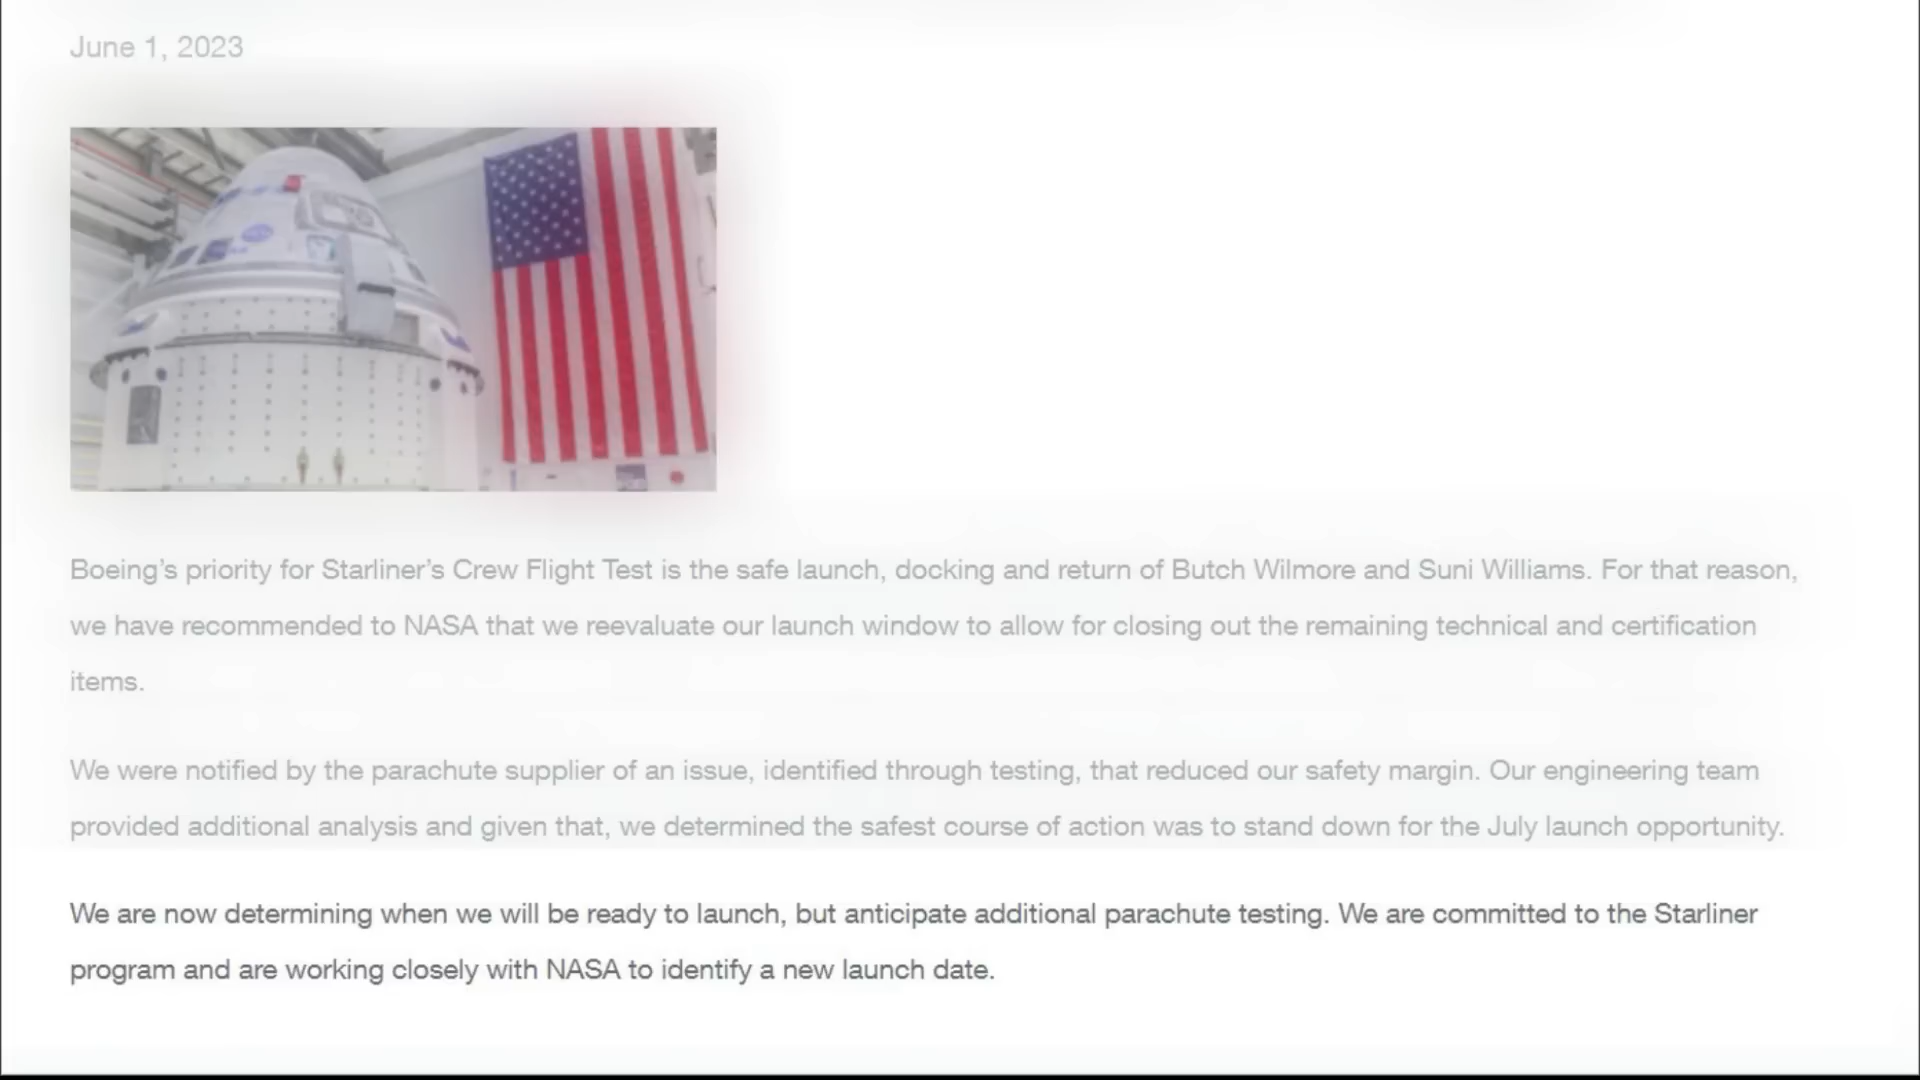 June 1, 2023
Boeing’s priority for Starliner’s Crew Flight Test is the safe launch, docking and return of Butch Wilmore and Suni Williams. For that reason,
we have recommended to NASA that we reevaluate our launch window to allow for closing out the remaining technical and certification
items.
We were notified by the parachute supplier of an issue, identified through testing, that reduced our safety margin. Our engineering team
provided additional analysis and given that, we determined the safest course of action was to stand down for the July launch opportunity.
We are now determining when we will be ready to launch, but anticipate additional parachute testing. We are committed to the Starliner
program and are working closely with NASA to identify a new launch date.